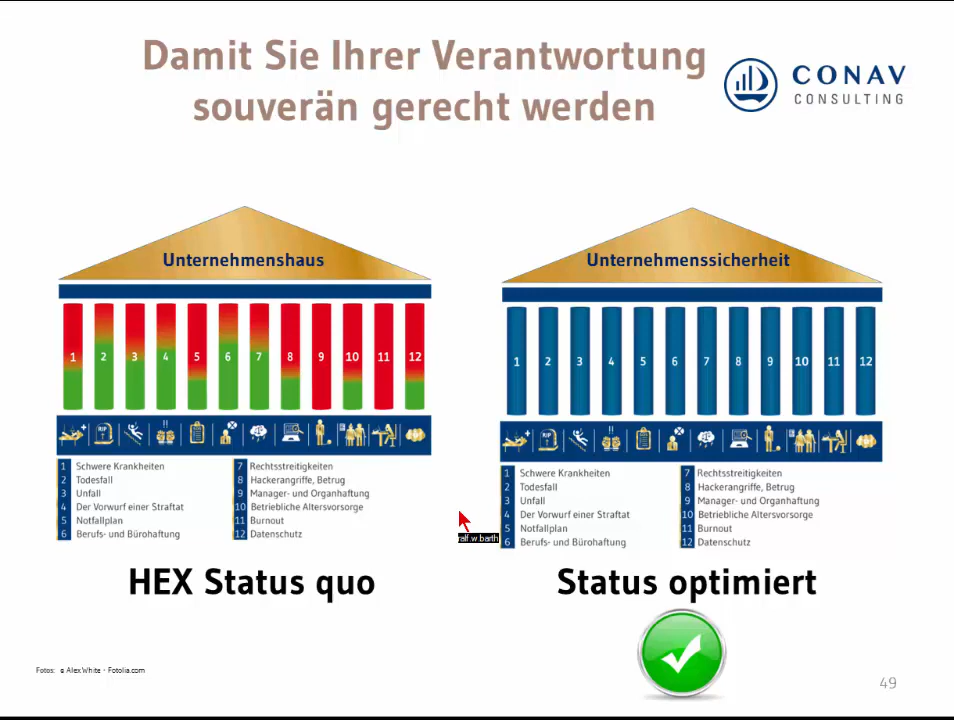 Damit Sie Ihrer Verantwortung
souverän gerecht werden
CONAV
CONSULTING
Unternehmenshaus
1 2 3 4 5 6 7 8 9 10 11 12
RIP
!!
1 Schwere Krankheiten
2 Todesfall
3 Unfall
4 Der Vorwurf einer Straftat
5 Notfallplan
6 Berufs- und Bürohaftung
7 Rechtsstreitigkeiten
8 Hackerangriffe, Betrug
9 Manager- und Organhaftung
10 Betriebliche Altersvorsorge
11 Burnout
12 Datenschutz
HEX Status quo
Unternehmenssicherheit
1 2 3 4 5 6 7 8 9 10 11 12
RIP
!!
1 Schwere Krankheiten
2 Todesfall
3 Unfall
4 Der Vorwurf einer Straftat
5 Notfallplan
6 Berufs- und Bürohaftung
7 Rechtsstreitigkeiten
8 Hackerangriffe, Betrug
9 Manager- und Organhaftung
10 Betriebliche Altersvorsorge
11 Burnout
12 Datenschutz
Status optimiert
ralf.w.barth
Fotos: © Alex White - Fotolia.com
49